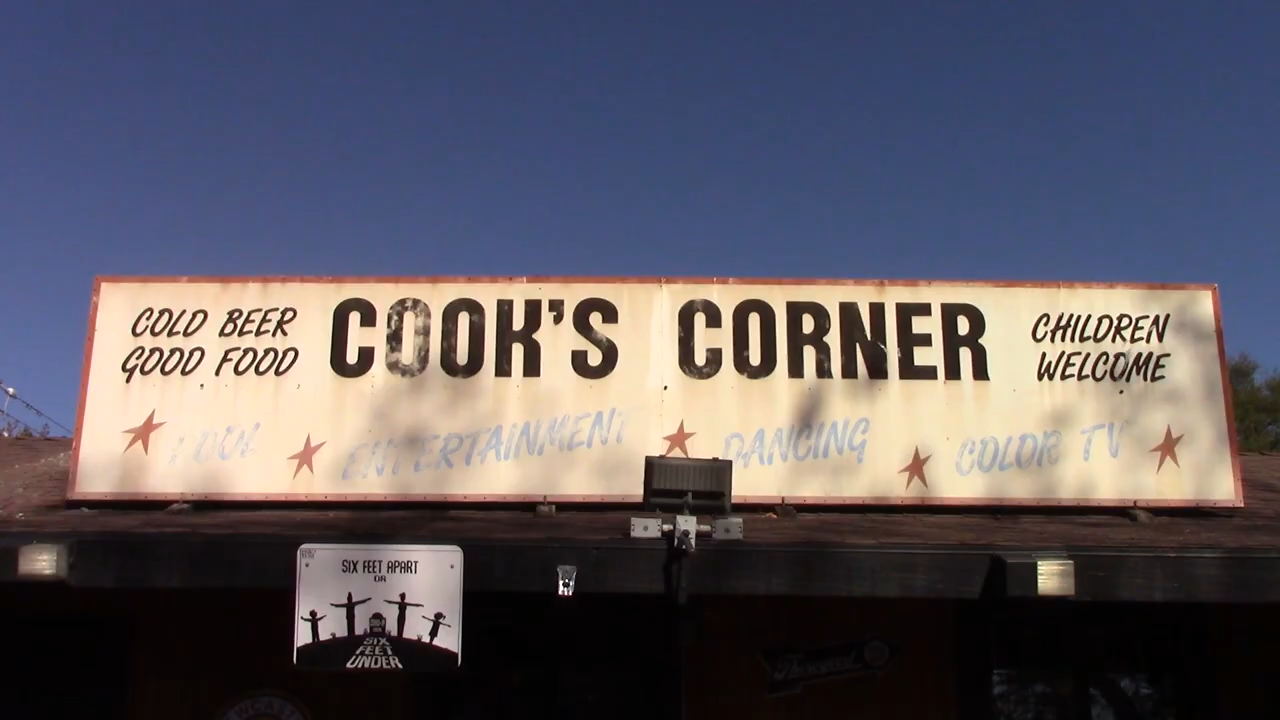 COLD BEER
GOOD FOOD
COOK'S CORNER
CHILDREN
WELCOME
POOL ENTERTAINMENT DANCING COLOR TV
SIX FEET APART
OR
SIX
FEET
UNDER